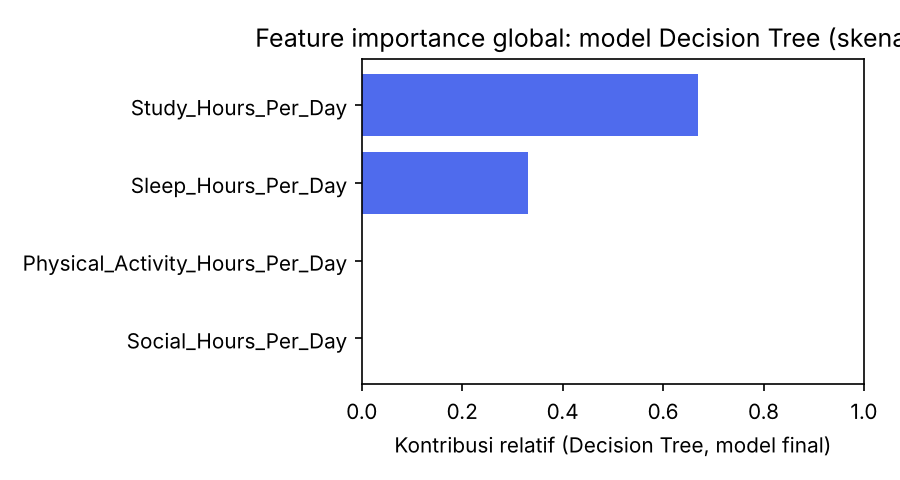 Feature importance global: model Decision Tree (skena
Study_Hours_Per_Day
Sleep_Hours_Per_Day
Physical_Activity_Hours_Per_Day
Social_Hours_Per_Day
0.0 0.2 0.4 0.6 0.8 1.0
Kontribusi relatif (Decision Tree, model final)